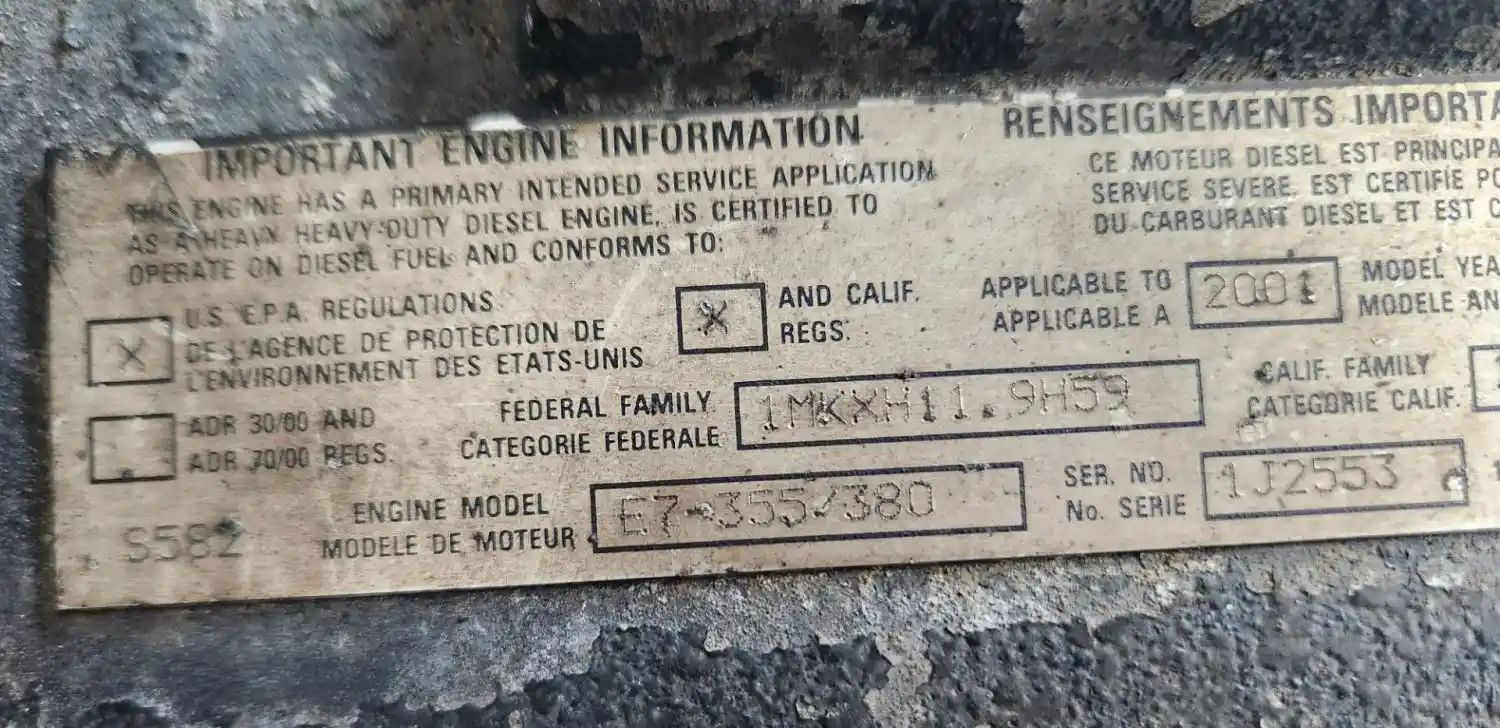 IMPORTANT ENGINE INFORMATION
THIS ENGINE HAS A PRIMARY INTENDED SERVICE APPLICATION
AS A HEAVY HEAVY-DUTY DIESEL ENGINE, IS CERTIFIED TO
OPERATE ON DIESEL FUEL AND CONFORMS TO:
RENSEIGNEMENTS IMPORTA
CE MOTEUR DIESEL EST PRINCIPA
SERVICE SEVERE, EST CERTIFIE PO
DU CARBURANT DIESEL ET EST C
X
U.S. E.P.A. REGULATIONS
DE L'AGENCE DE PROTECTION DE
L'ENVIRONNEMENT DES ETATS-UNIS
X
AND CALIF.
REGS.
APPLICABLE TO
APPLICABLE A
2001
MODEL YEA
MODELE AN
ADR 30/00 AND
ADR 70/00 REGS.
FEDERAL FAMILY
CATEGORIE FEDERALE
1MKXH11.9H59
CALIF. FAMILY
CATEGORIE CALIF.
S582
ENGINE MODEL
MODELE DE MOTEUR
E7-355/380
SER. NO.
No. SERIE
1J2553